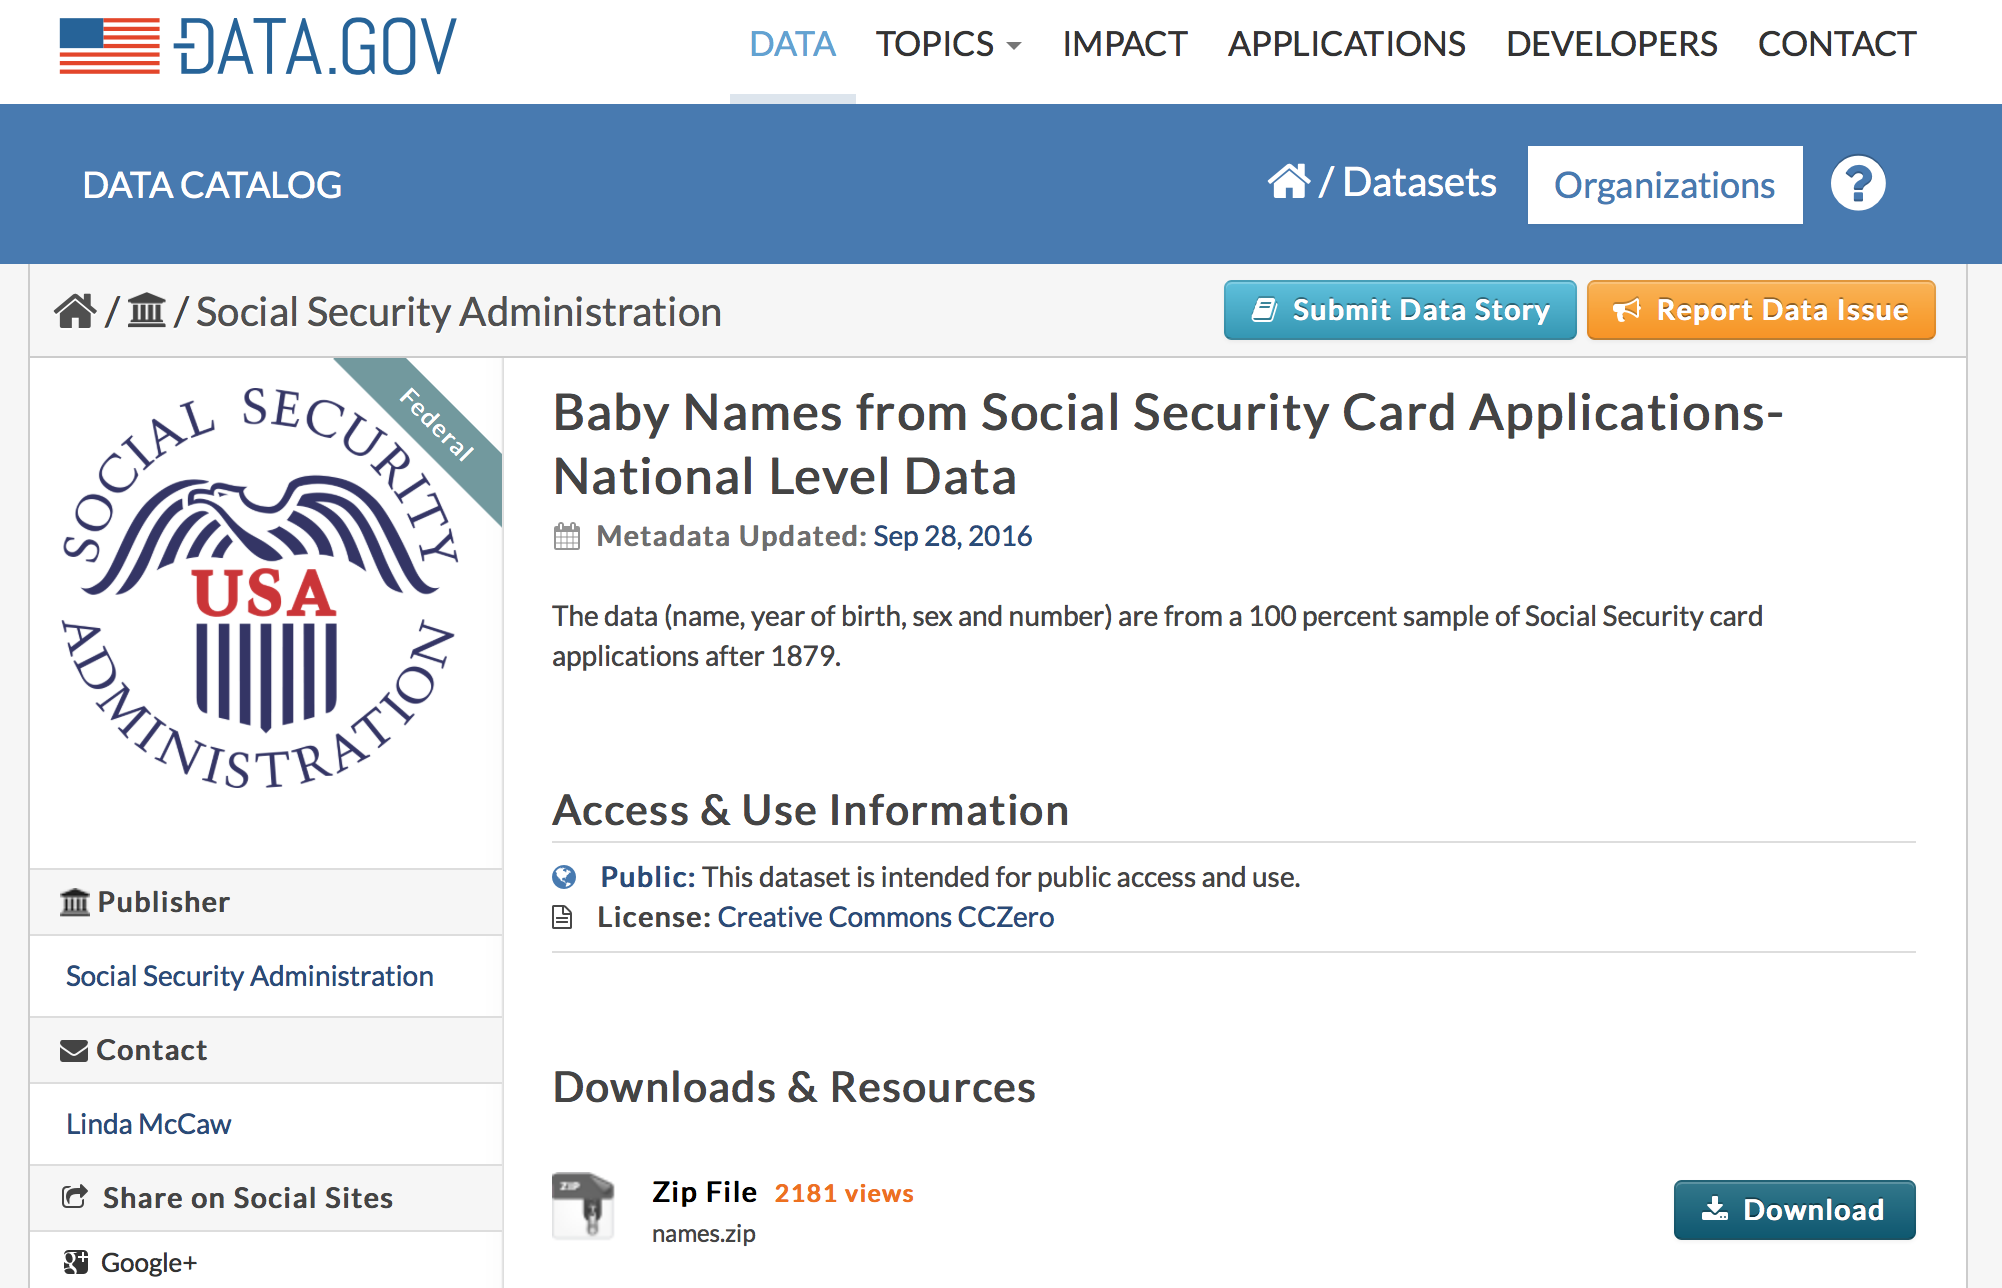 DATA.GOV
DATA TOPICS IMPACT APPLICATIONS DEVELOPERS CONTACT
DATA CATALOG
/ Datasets Organizations ?
/ / Social Security Administration
Submit Data Story Report Data Issue
Federal
SOCIAL SECURITY ADMINISTRATION
USA
Publisher
Social Security Administration
Contact
Linda McCaw
Share on Social Sites
Google+
Baby Names from Social Security Card Applications-
National Level Data
Metadata Updated: Sep 28, 2016
The data (name, year of birth, sex and number) are from a 100 percent sample of Social Security card
applications after 1879.
Access & Use Information
Public: This dataset is intended for public access and use.
License: Creative Commons CCZero
Downloads & Resources
ZIP
Zip File 2181 views
names.zip
Download